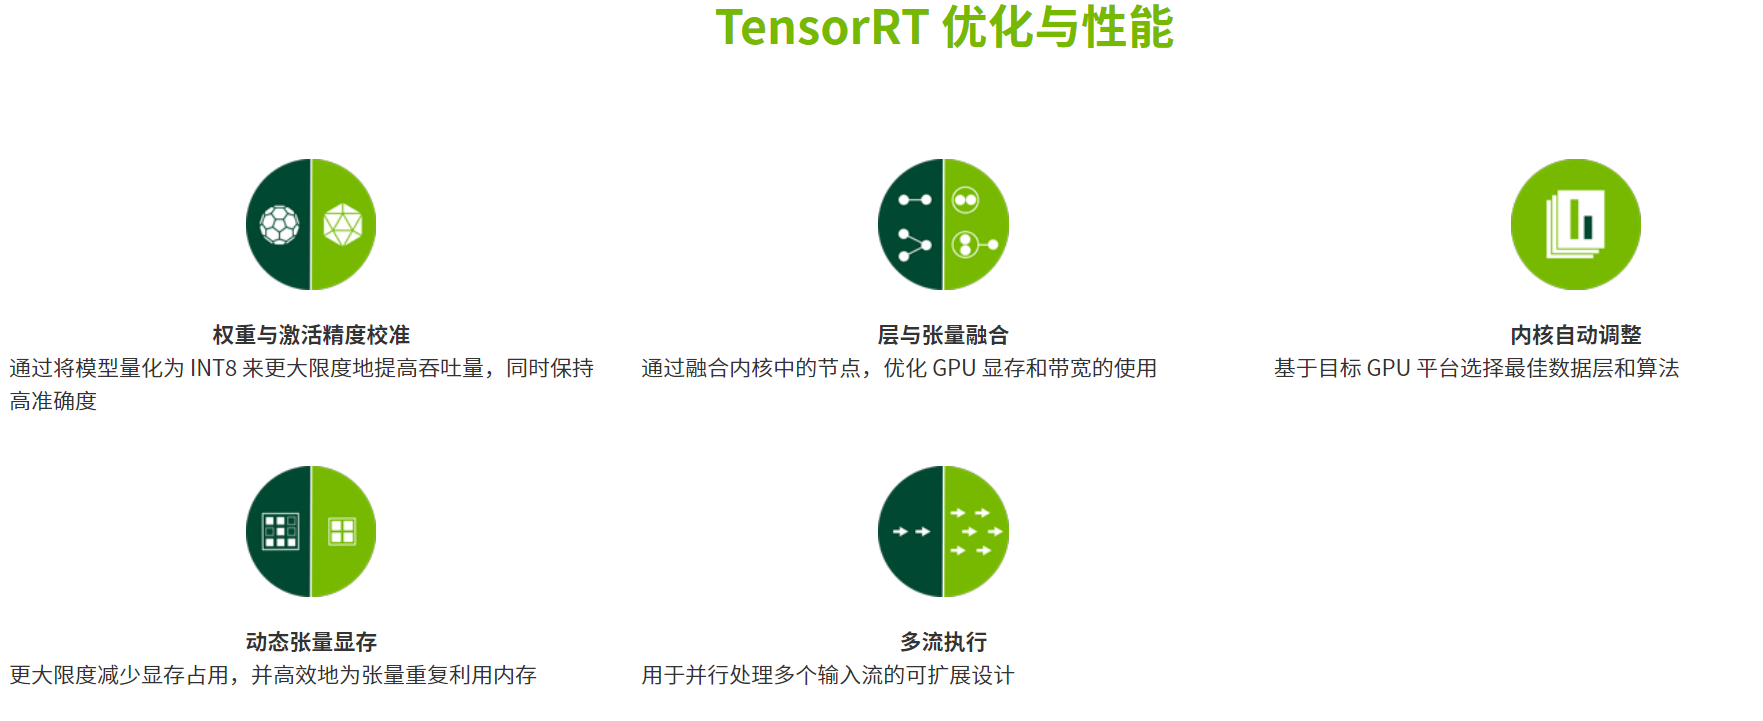 TensorRT 优化与性能
权重与激活精度校准
通过将模型量化为 INT8 来更大限度地提高吞吐量，同时保持
高准确度
层与张量融合
通过融合内核中的节点，优化 GPU 显存和带宽的使用
内核自动调整
基于目标 GPU 平台选择最佳数据层和算法
动态张量显存
更大限度减少显存占用，并高效地为张量重复利用内存
多流执行
用于并行处理多个输入流的可扩展设计